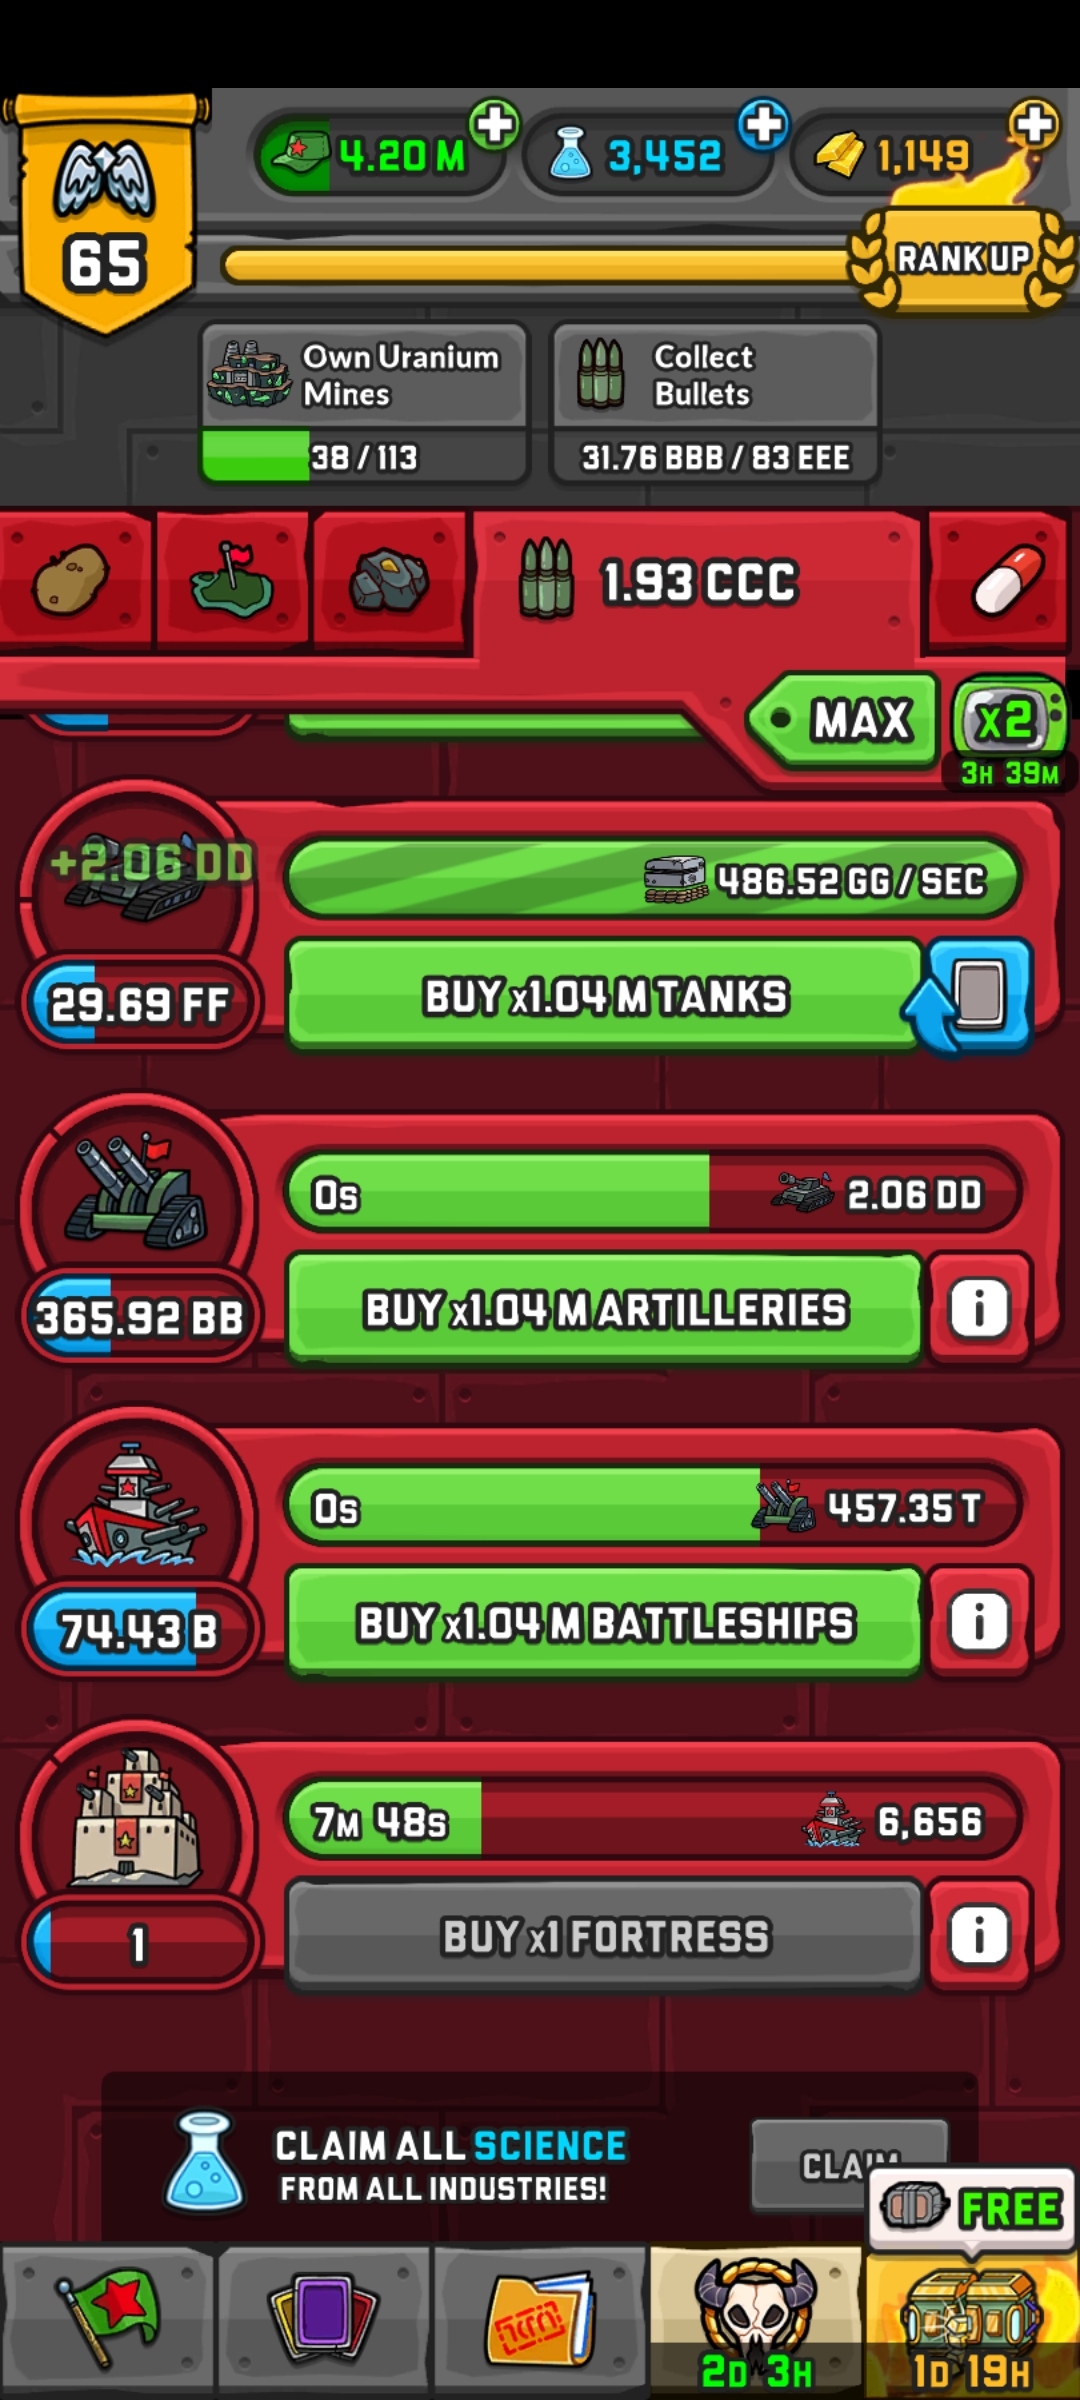 4.20 M
3,452
1,149
65
RANK UP
Own Uranium
Mines
38 / 113
Collect
Bullets
31.76 BBB / 83 EEE
1.93 CCC
MAX
x2
3H 39M
+2.06 DD
486.52 GG / SEC
29.69 FF
BUY x1.04 M TANKS
0s
2.06 DD
365.92 BB
BUY x1.04 M ARTILLERIES
i
0s
457.35 T
74.43 B
BUY x1.04 M BATTLESHIPS
i
7M 48s
6,656
1
BUY x1 FORTRESS
i
CLAIM ALL SCIENCE
FROM ALL INDUSTRIES!
CLAIM
FREE
2D 3H
1D 19H